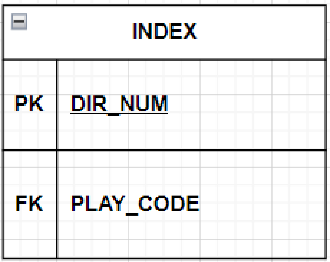 INDEX
PK DIR_NUM
FK PLAY_CODE